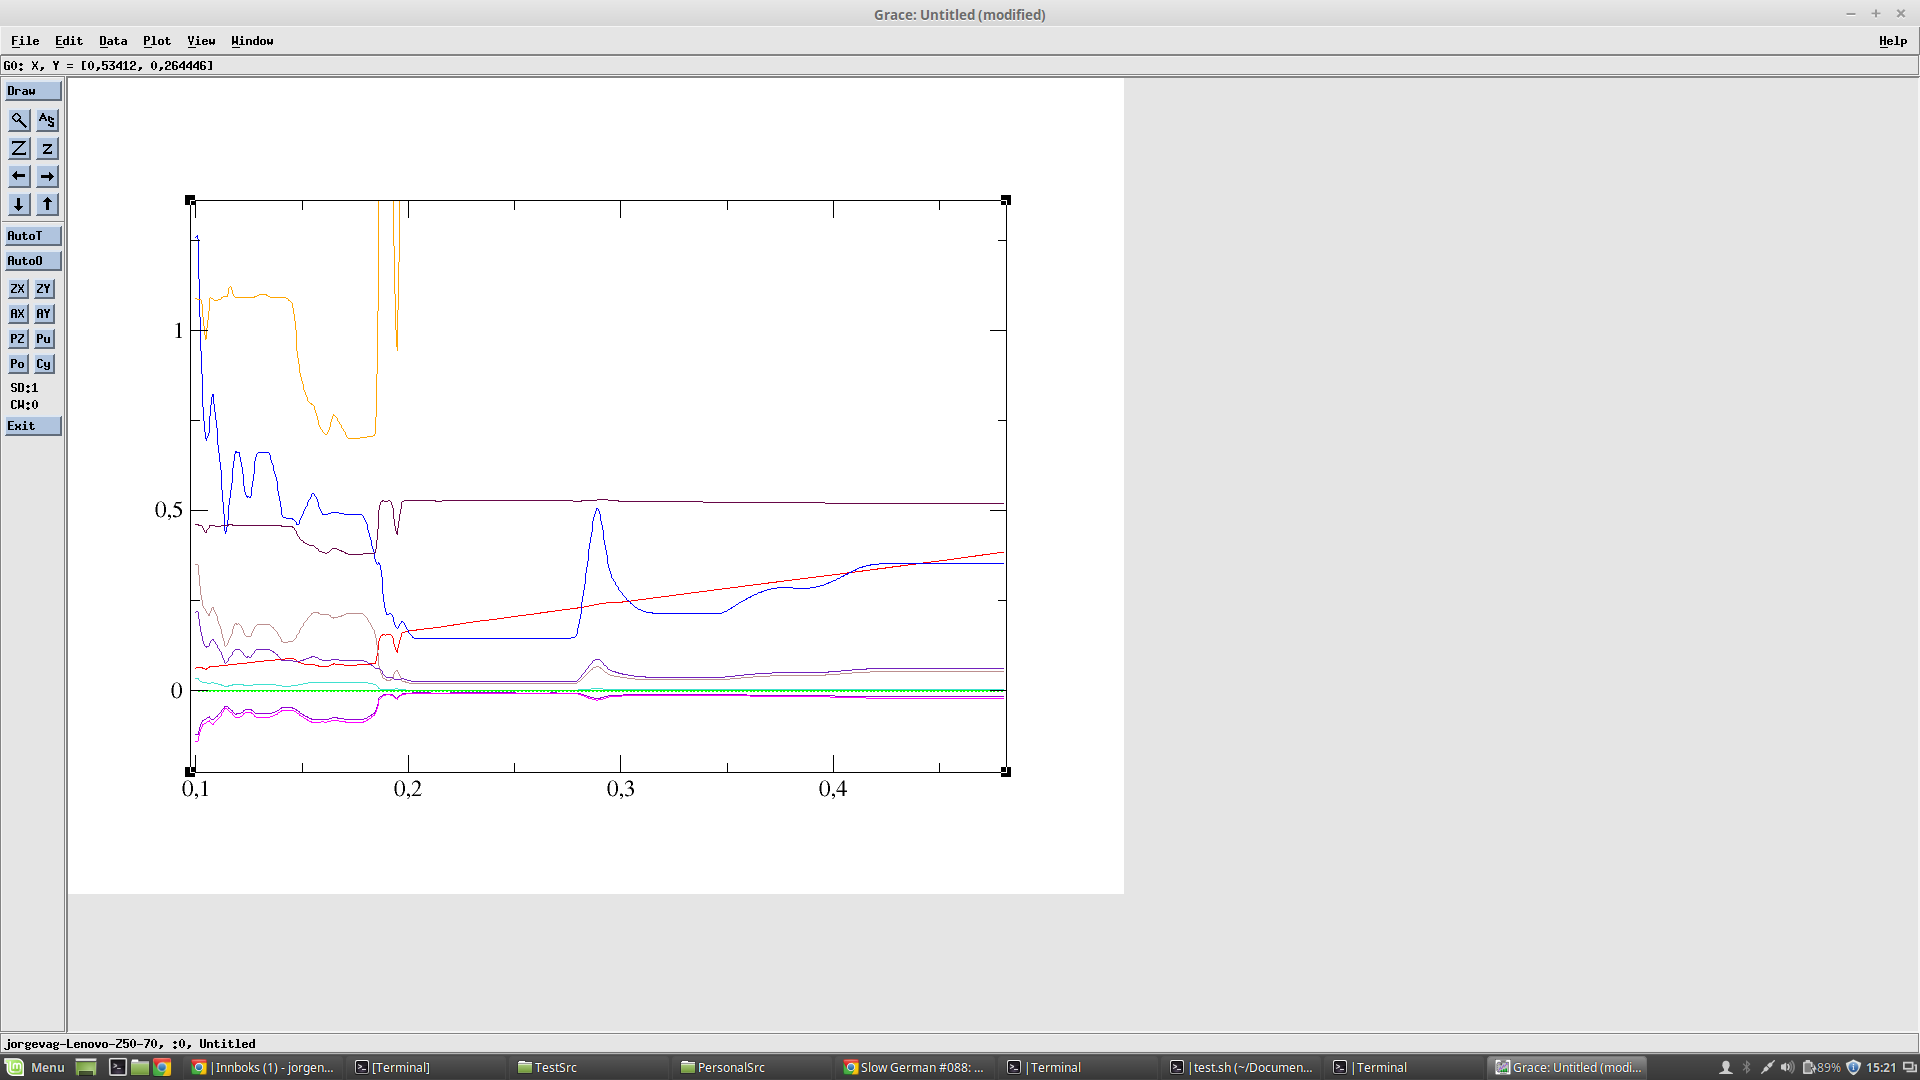 Grace: Untitled (modified)
File Edit Data Plot View Window Help
G0: X, Y = [0,53412, 0,264446]
Draw
AS
Z z
AutoT
AutoO
ZX ZY
AX AY
PZ Pu
Po Cy
SD:1
CW:0
Exit
1
0,5
0
0,1 0,2 0,3 0,4
jorgevag-Lenovo-Z50-70, :0, Untitled
Menu | Innboks (1) - jorgen... [Terminal] TestSrc PersonalSrc Slow German #088: ... | Terminal | test.sh (~/Documen... | Terminal Grace: Untitled (modi... 89% 15:21